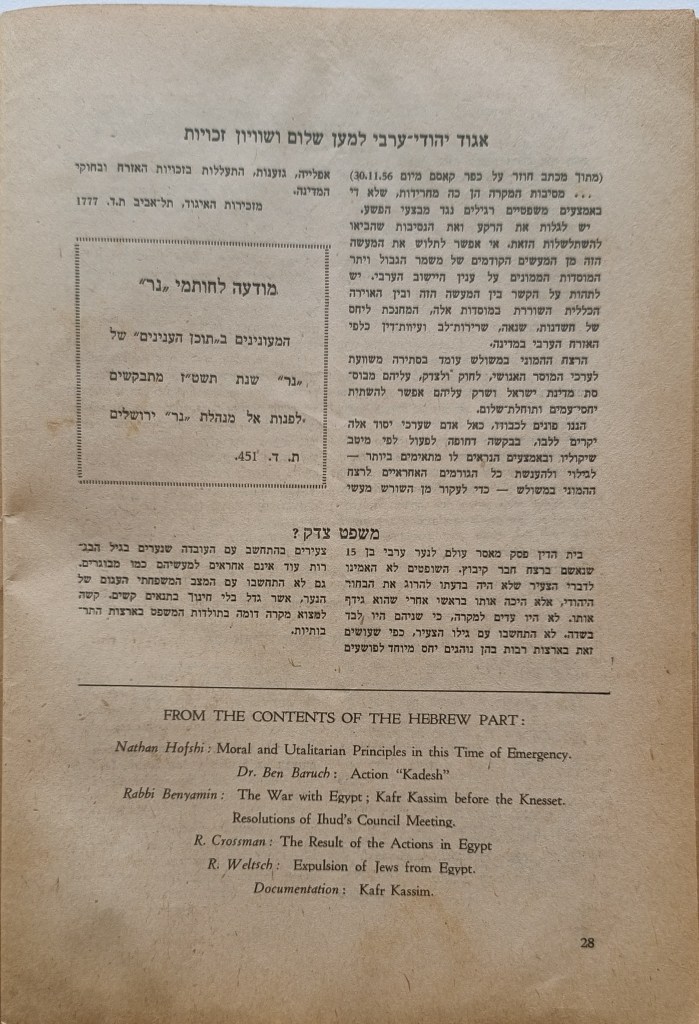 אגוד יהודי־ערבי למען שלום ושוויון זכויות
(מתוך מכתב חוזר על כפר קאסם מיום 30.11.56)
... מסיבות המקרה הן כה מחרידות, שלא די
באמצעים משפטיים רגילים נגד מבצעי הפשע.
יש לגלות את הרקע ואת הנסיבות שהביאו
להשתלשלות הזאת. אי אפשר לתלוש את המעשה
הזה מן המעשים הקודמים של משמר הגבול ויתר
המוסדות הממונים על ענין היישוב הערבי. יש
לתהות על הקשר בין המעשה הזה ובין האוירה
הכללית השוררת במוסדות אלה, המחנכת ליחס
של חשדנות, שנאה, שרירות־לב ועיוות־דין כלפי
האזרח הערבי במדינה.
הרצח ההמוני במשולש עומד בסתירה משוועת
לערכי המוסר האנושי, לחוק ולצדק, עליהם מבוס־
סת מדינת ישראל ושרק עליהם אפשר להשתית
יחסי־עמים ותוחלת־שלום.
הננו פונים לכבודו, כאל אדם שערכי יסוד אלה
יקרים ללבו, בבקשה דחופה לפעול לפי מיטב
שיקוליו ובאמצעים הנראים לו מתאימים ביותר —
לגילוי ולהענשת כל הגורמים האחראיים לרצח
ההמוני במשולש — כדי לעקור מן השורש מעשי
אפלייה, גזענות, התעללות בזכויות האזרח ובחוקי
המדינה.
מזכירות האיגוד, תל־אביב ת.ד. 1777
מודעה לחותמי „נר"
המעונינים ב„תוכן הענינים" של
„נר" שנת תשט"ז מתבקשים
לפנות אל מנהלת „נר" ירושלים
ת. ד. 451.
משפט צדק ?
בית הדין פסק מאסר עולם לנער ערבי בן 15
שנאשם ברצח חבר קיבוץ. השופטים לא האמינו
לדברי הצעיר שלא היה בדעתו להרוג את הבחור
היהודי, אלא היכה אותו בראשו אחרי שהוא גידף
אותו. לא היו עדים למקרה, כי שניהם היו לבד
בשדה. לא התחשבו עם גילו הצעיר, כפי שעושים
זאת בארצות רבות בהן נוהגים יחס מיוחד לפושעים
צעירים בהתחשב עם העובדה שנערים בגיל הבג־
רות עוד אינם אחראים למעשיהם כמו מבוגרים.
גם לא התחשבו עם המצב המשפחתי העגום של
הנער, אשר גדל בלי חינוך בתנאים קשים. קשה
למצוא מקרה דומה בתולדות המשפט בארצות התר־
בותיות.
FROM THE CONTENTS OF THE HEBREW PART:
Nathan Hofshi: Moral and Utalitarian Principles in this Time of Emergency.
Dr. Ben Baruch: Action "Kadesh"
Rabbi Benyamin: The War with Egypt; Kafr Kassim before the Knesset.
Resolutions of Ihud's Council Meeting.
R. Crossman: The Result of the Actions in Egypt
R. Weltsch: Expulsion of Jews from Egypt.
Documentation: Kafr Kassim.
28